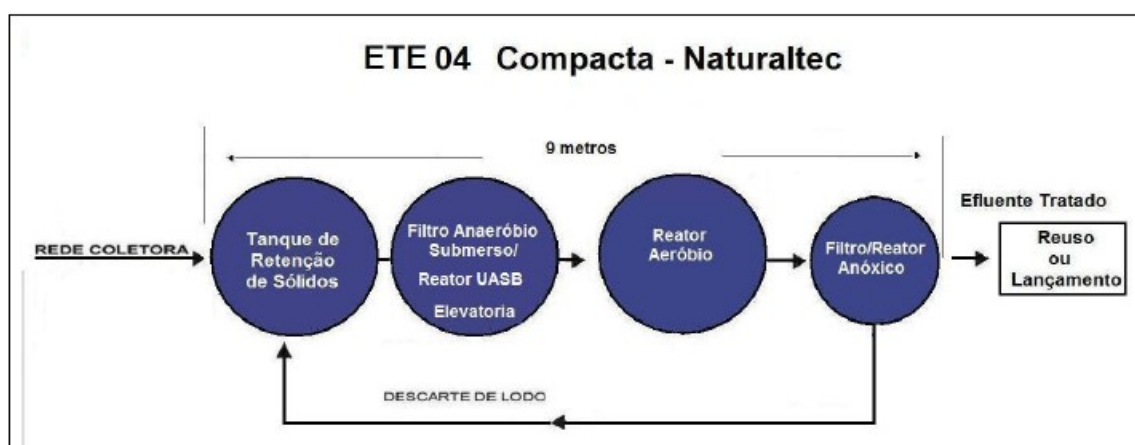 ETE 04 Compacta - Naturaltec
9 metros
REDE COLETORA
Tanque de
Retenção
de Sólidos
Filtro Anaeróbio
Submerso/
Reator UASB
Elevatoria
Reator
Aeróbio
Filtro/Reator
Anóxico
Efluente Tratado
Reuso
ou
Lançamento
DESCARTE DE LODO